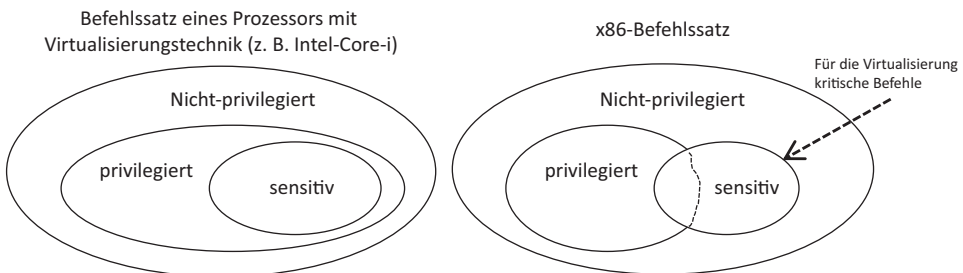 Befehlssatz eines Prozessors mit
Virtualisierungstechnik (z. B. Intel-Core-i)
Nicht-privilegiert
privilegiert
sensitiv
x86-Befehlssatz
Für die Virtualisierung
kritische Befehle
Nicht-privilegiert
privilegiert
sensitiv